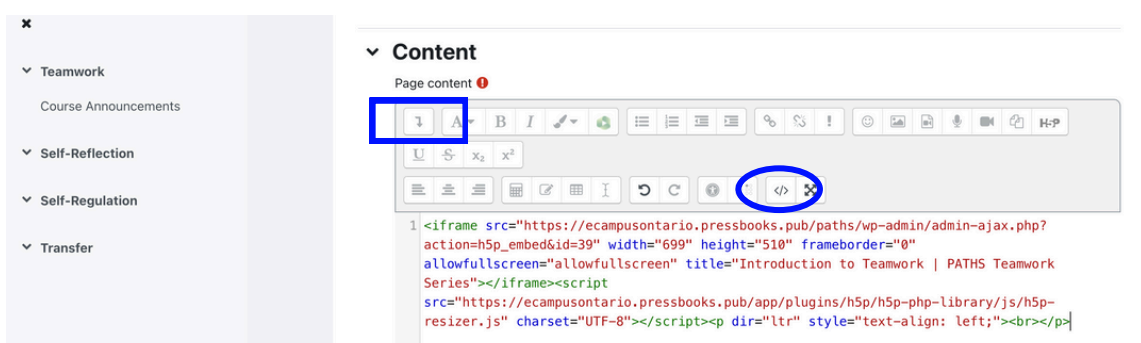 Teamwork
Course Announcements
Self-Reflection
Self-Regulation
Transfer
Content
Page content
A B I H-P
U S x₂ x²
</>
1 <iframe src="https://ecampusontario.pressbooks.pub/paths/wp-admin/admin-ajax.php?
action=h5p_embed&id=39" width="699" height="510" frameborder="0"
allowfullscreen="allowfullscreen" title="Introduction to Teamwork | PATHS Teamwork
Series"></iframe><script
src="https://ecampusontario.pressbooks.pub/app/plugins/h5p/h5p-php-library/js/h5p-
resizer.js" charset="UTF-8"></script><p dir="ltr" style="text-align: left;"><br></p>